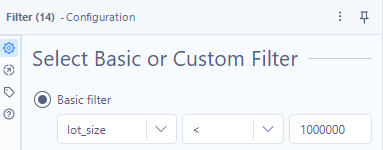 Filter (14) - Configuration
Select Basic or Custom Filter
Basic filter
lot_size < 1000000